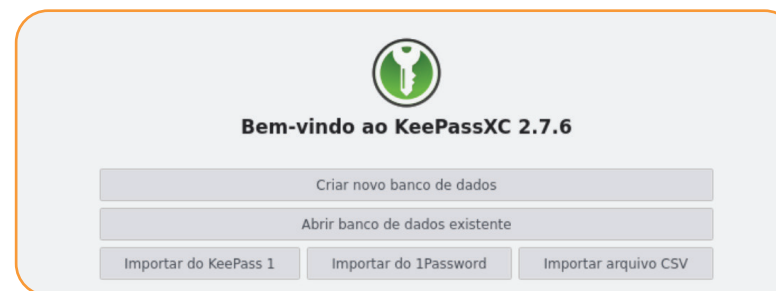 Bem-vindo ao KeePassXC 2.7.6
Criar novo banco de dados
Abrir banco de dados existente
Importar do KeePass 1
Importar do 1Password
Importar arquivo CSV